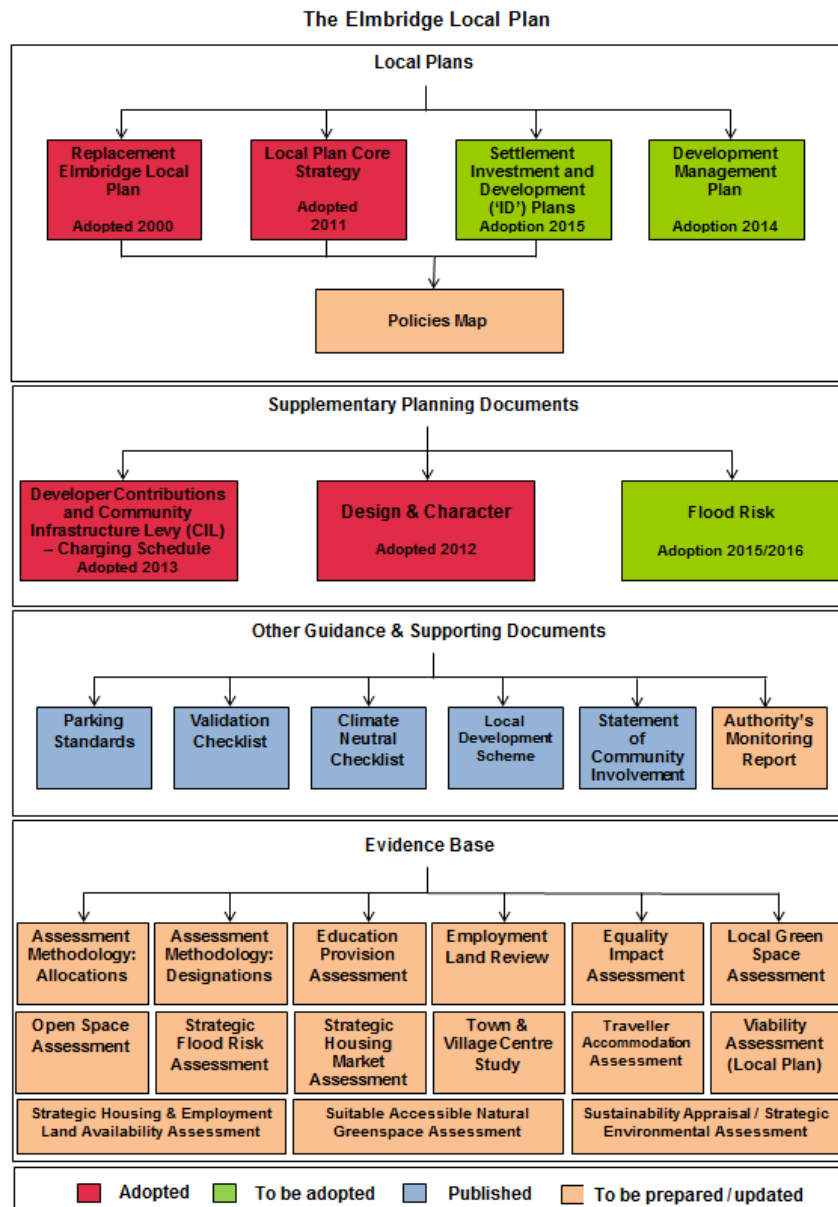 The Elmbridge Local Plan
Local Plans
Replacement
Elmbridge Local
Plan
Adopted 2000
Local Plan Core
Strategy
Adopted
2011
Settlement
Investment and
Development
('ID') Plans
Adoption 2015
Development
Management
Plan
Adoption 2014
Policies Map
Supplementary Planning Documents
Developer Contributions
and Community
Infrastructure Levy (CIL)
– Charging Schedule
Adopted 2013
Design & Character
Adopted 2012
Flood Risk
Adoption 2015/2016
Other Guidance & Supporting Documents
Parking
Standards
Validation
Checklist
Climate
Neutral
Checklist
Local
Development
Scheme
Statement
of
Community
Involvement
Authority's
Monitoring
Report
Evidence Base
Assessment
Methodology:
Allocations
Assessment
Methodology:
Designations
Education
Provision
Assessment
Employment
Land Review
Equality
Impact
Assessment
Local Green
Space
Assessment
Open Space
Assessment
Strategic
Flood Risk
Assessment
Strategic
Housing
Market
Assessment
Town &
Village Centre
Study
Traveller
Accommodation
Assessment
Viability
Assessment
(Local Plan)
Strategic Housing & Employment
Land Availability Assessment
Suitable Accessible Natural
Greenspace Assessment
Sustainability Appraisal / Strategic
Environmental Assessment
Adopted
To be adopted
Published
To be prepared / updated